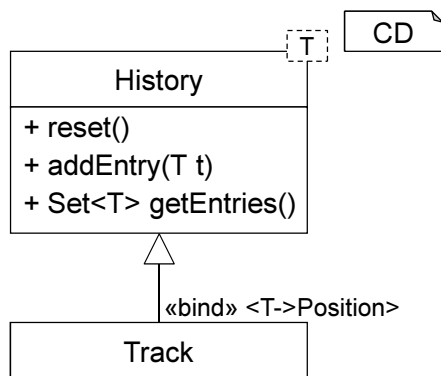 T
CD
History
+ reset()
+ addEntry(T t)
+ Set<T> getEntries()
«bind» <T->Position>
Track